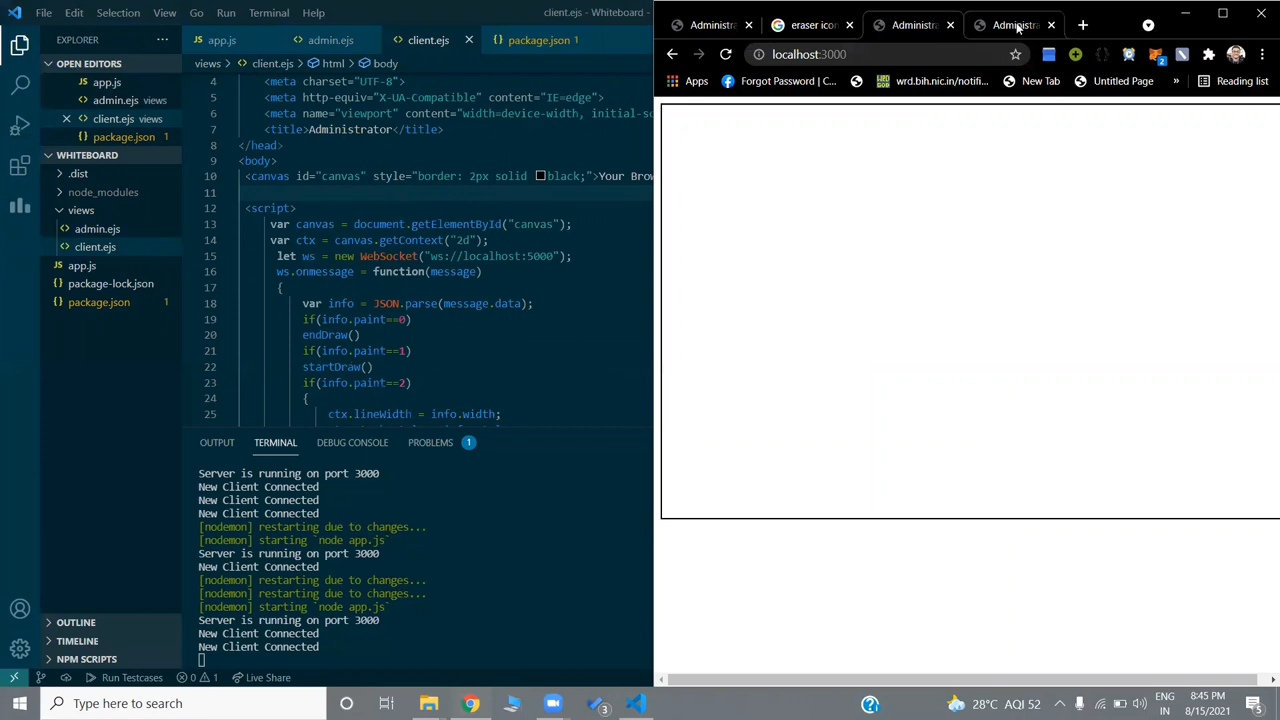 File Edit Selection View Go Run Terminal Help client.ejs - Whiteboard
EXPLORER
OPEN EDITORS
app.js
admin.ejs views
client.ejs views
package.json 1
WHITEBOARD
.dist
node_modules
views
admin.ejs
client.ejs
app.js
package-lock.json
package.json 1
OUTLINE
TIMELINE
NPM SCRIPTS
app.js admin.ejs client.ejs package.json 1
views > client.ejs > html > body
4 <meta charset="UTF-8">
5 <meta http-equiv="X-UA-Compatible" content="IE=edge">
6 <meta name="viewport" content="width=device-width, initial-sc
7 <title>Administrator</title>
8 </head>
9 <body>
10 <canvas id="canvas" style="border: 2px solid black;">Your Brow
11
12 <script>
13 var canvas = document.getElementById("canvas");
14 var ctx = canvas.getContext("2d");
15 let ws = new WebSocket("ws://localhost:5000");
16 ws.onmessage = function(message)
17 {
18 var info = JSON.parse(message.data);
19 if(info.paint==0)
20 endDraw()
21 if(info.paint==1)
22 startDraw()
23 if(info.paint==2)
24 {
25 ctx.lineWidth = info.width;
OUTPUT TERMINAL DEBUG CONSOLE PROBLEMS 1
Server is running on port 3000
New Client Connected
New Client Connected
New Client Connected
[nodemon] restarting due to changes...
[nodemon] starting `node app.js`
Server is running on port 3000
New Client Connected
[nodemon] restarting due to changes...
[nodemon] restarting due to changes...
[nodemon] starting `node app.js`
Server is running on port 3000
New Client Connected
New Client Connected
Run Testcases 0 1 Live Share
Administra eraser icon Administra Administra
localhost:3000
2
Apps Forgot Password | C... wrd.bih.nic.in/notifi... New Tab Untitled Page Reading list
Type here to search
3
28°C AQI 52
ENG
IN
8:45 PM
8/15/2021
5